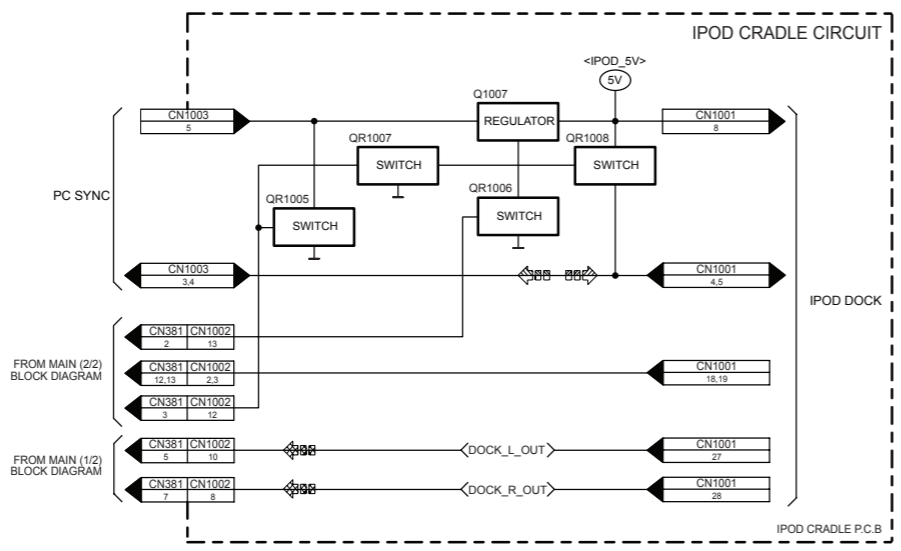 IPOD CRADLE CIRCUIT
<IPOD_5V>
5V
Q1007
CN1003
5
REGULATOR
CN1001
8
QR1007
SWITCH
QR1008
SWITCH
PC SYNC
QR1005
SWITCH
QR1006
SWITCH
CN1003
3,4
CN1001
4,5
IPOD DOCK
CN381 CN1002
2 13
FROM MAIN (2/2)
BLOCK DIAGRAM
CN381 CN1002
12,13 2,3
CN1001
18,19
CN381 CN1002
3 12
FROM MAIN (1/2)
BLOCK DIAGRAM
CN381 CN1002
5 10
DOCK_L_OUT
CN1001
27
CN381 CN1002
7 8
DOCK_R_OUT
CN1001
28
IPOD CRADLE P.C.B